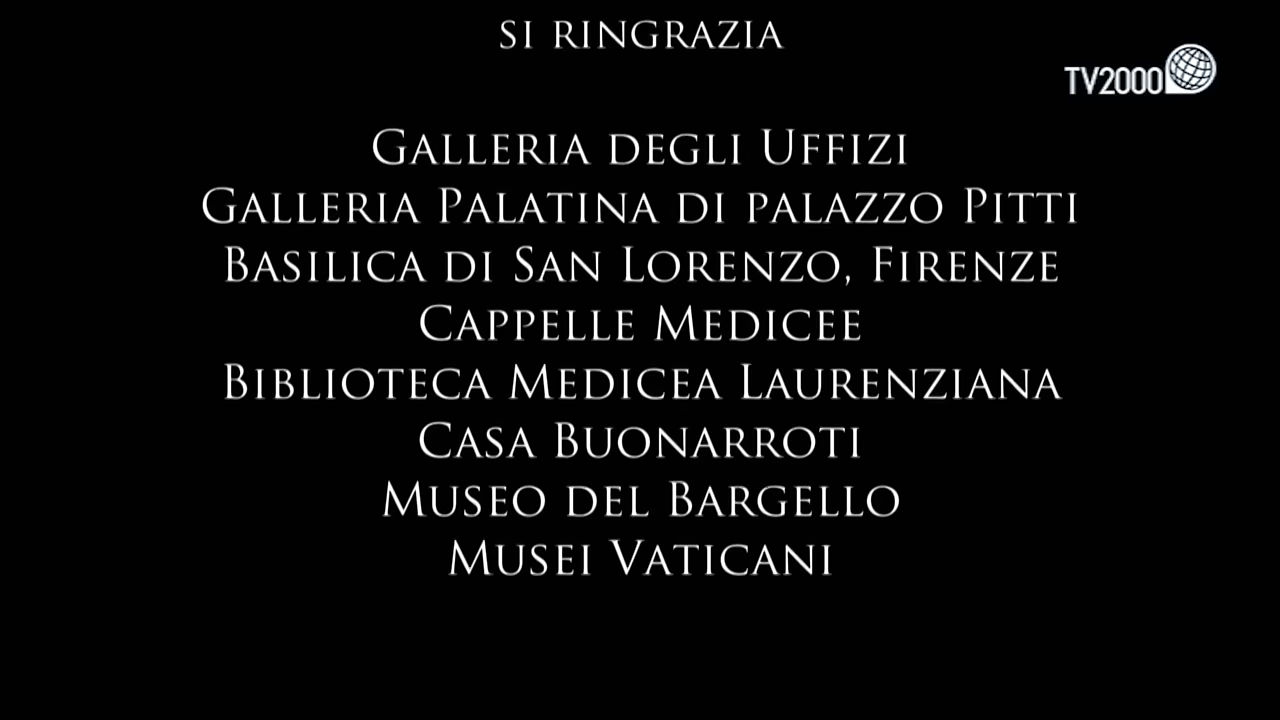 SI RINGRAZIA
TV2000
GALLERIA DEGLI UFFIZI
GALLERIA PALATINA DI PALAZZO PITTI
BASILICA DI SAN LORENZO, FIRENZE
CAPPELLE MEDICEE
BIBLIOTECA MEDICEA LAURENZIANA
CASA BUONARROTI
MUSEO DEL BARGELLO
MUSEI VATICANI